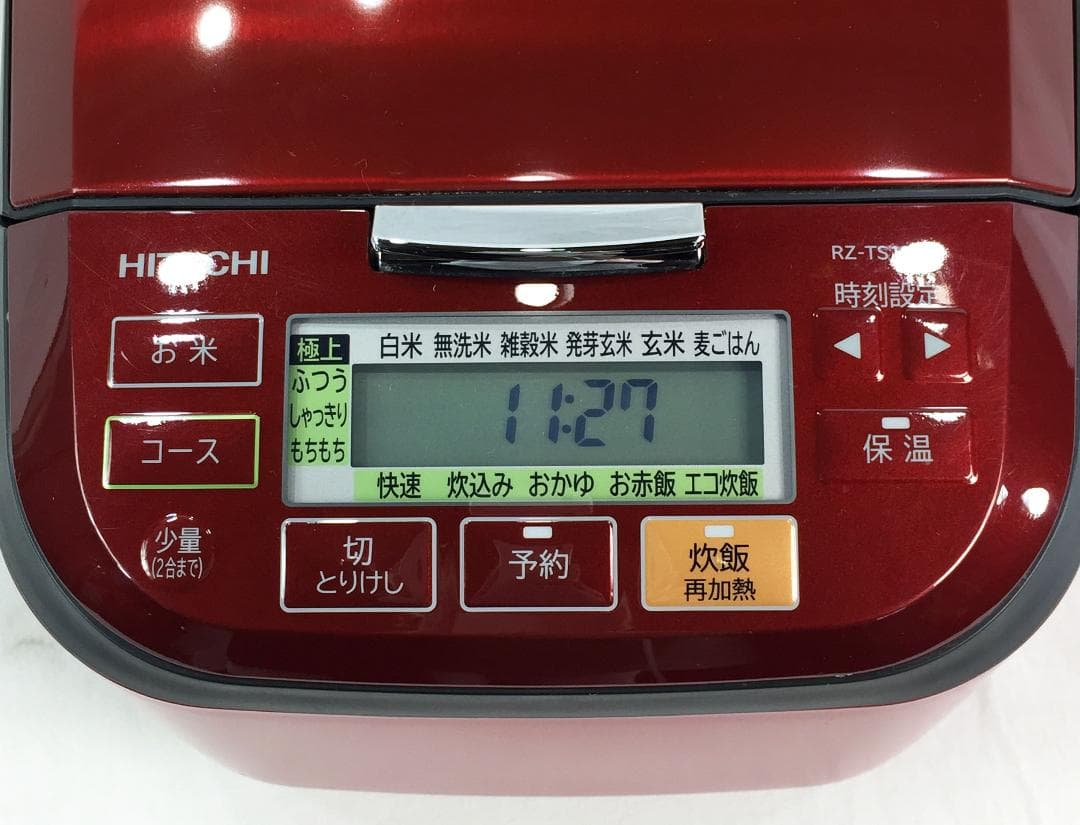 HITACHI
時刻設定
お米
コース
少量
(2合まで)
極上
ふつう
しゃっきり
もちもち
白米 無洗米 雑穀米 発芽玄米 玄米 麦ごはん
11:27
快速 炊込み おかゆ お赤飯 エコ炊飯
◀ ▶
保温
切
とりけし
予約
炊飯
再加熱